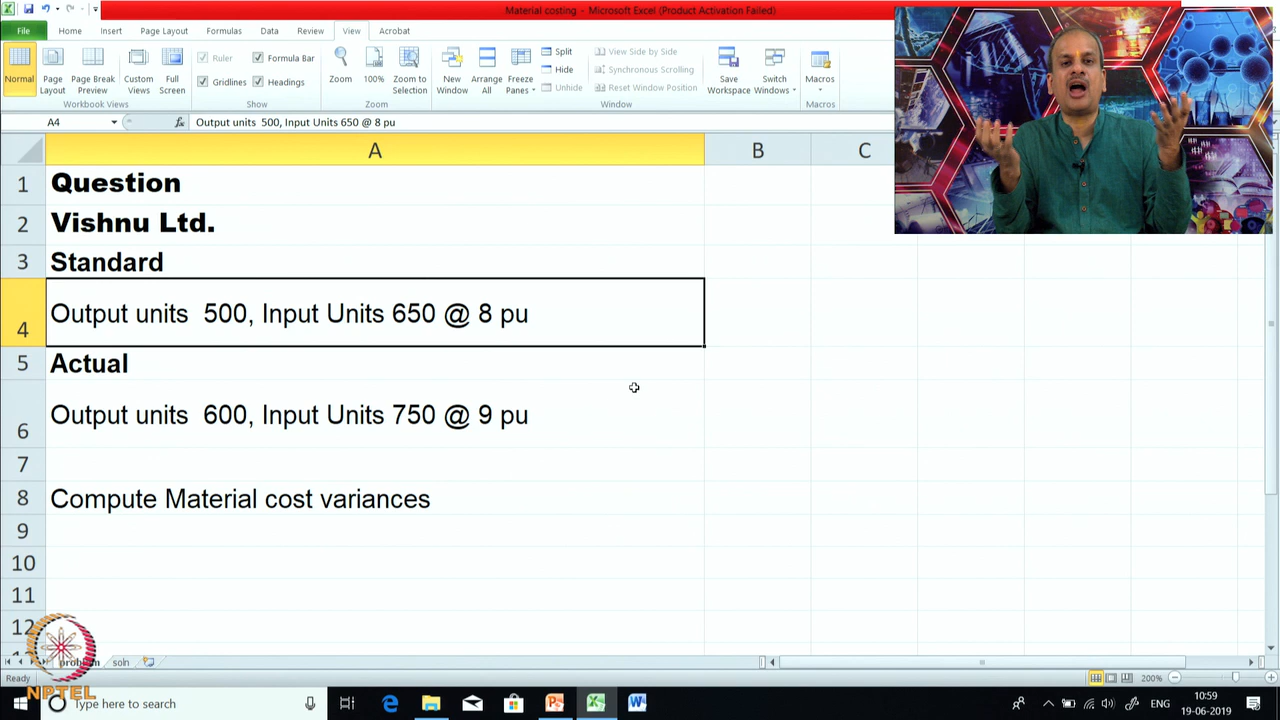 Material costing - Microsoft Excel (Product Activation Failed)
File Home Insert Page Layout Formulas Data Review View Acrobat
Normal Page Layout Page Break Preview Custom Views Full Screen
Workbook Views
Ruler Formula Bar
Gridlines Headings
Show
Zoom 100% Zoom to Selection
Zoom
New Window Arrange All Freeze Panes
Split
Hide
Unhide
View Side by Side
Synchronous Scrolling
Reset Window Position
Window
Save Workspace Switch Windows
Macros
Macros
A4 fx Output units 500, Input Units 650 @ 8 pu
A B C
1 Question
2 Vishnu Ltd.
3 Standard
4 Output units 500, Input Units 650 @ 8 pu
5 Actual
6 Output units 600, Input Units 750 @ 9 pu
7
8 Compute Material cost variances
9
10
11
12
problem soln
Ready 200%
NPTEL
Type here to search
ENG
10:59
19-06-2019